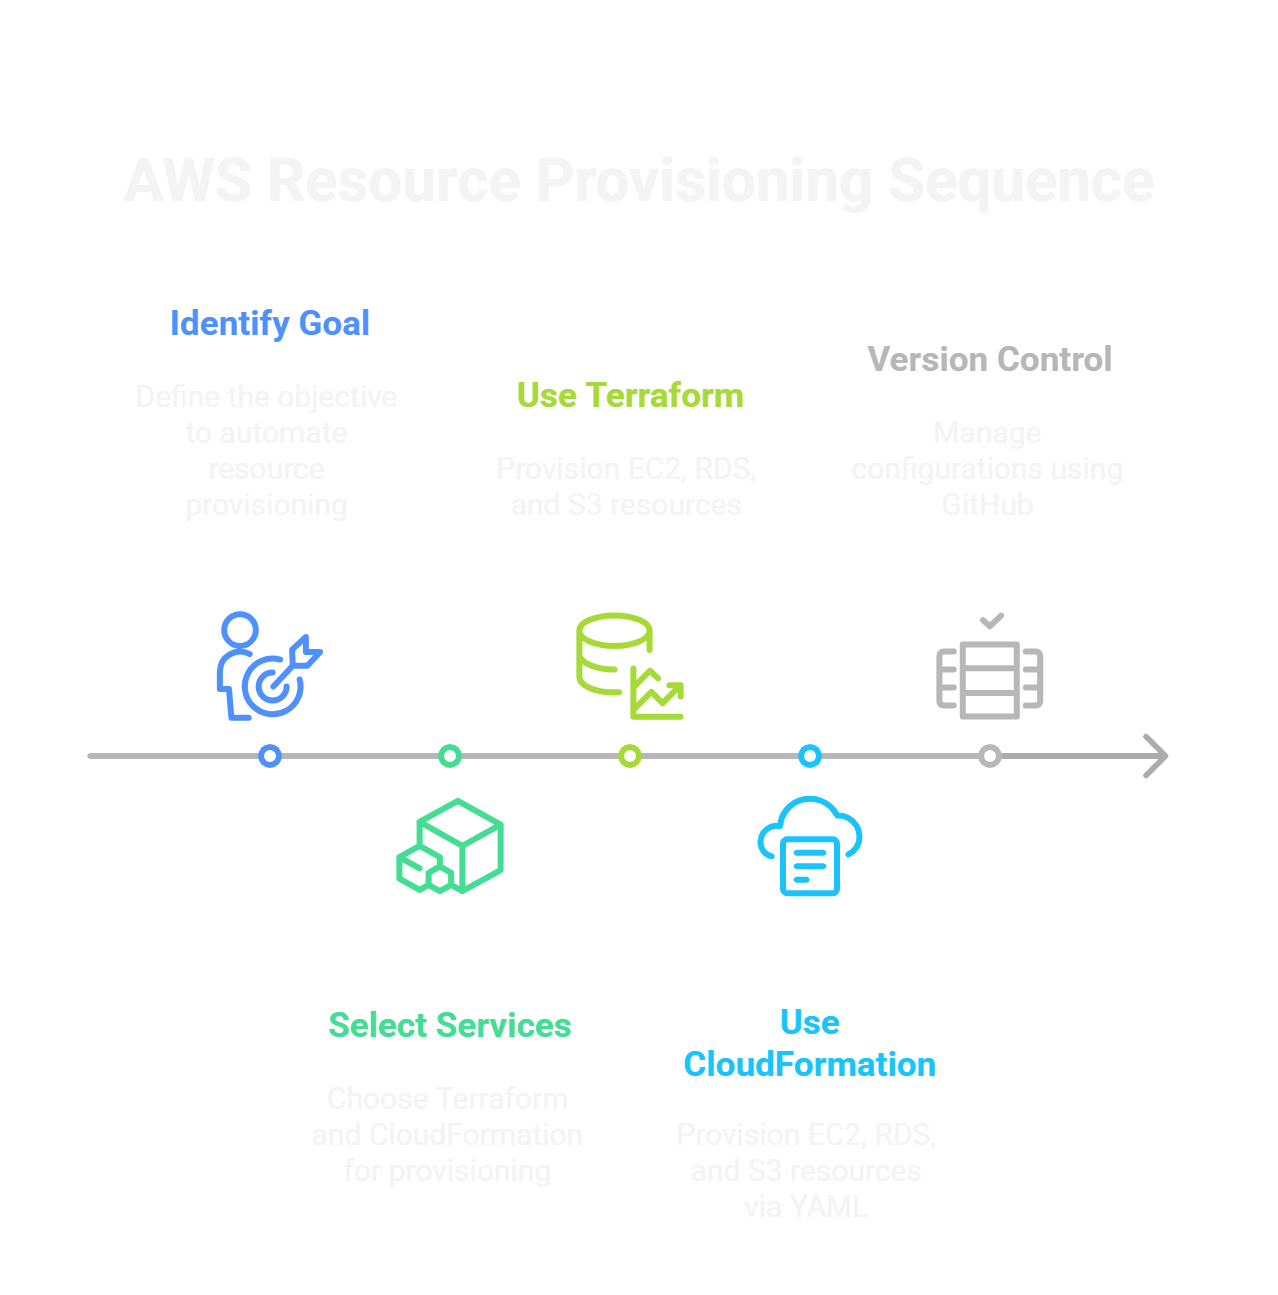 AWS Resource Provisioning Sequence
Identify Goal
Define the objective
to automate
resource
provisioning
Select Services
Choose Terraform
and CloudFormation
for provisioning
Use Terraform
Provision EC2, RDS,
and S3 resources
Use
CloudFormation
Provision EC2, RDS,
and S3 resources
via YAML
Version Control
Manage
configurations using
GitHub